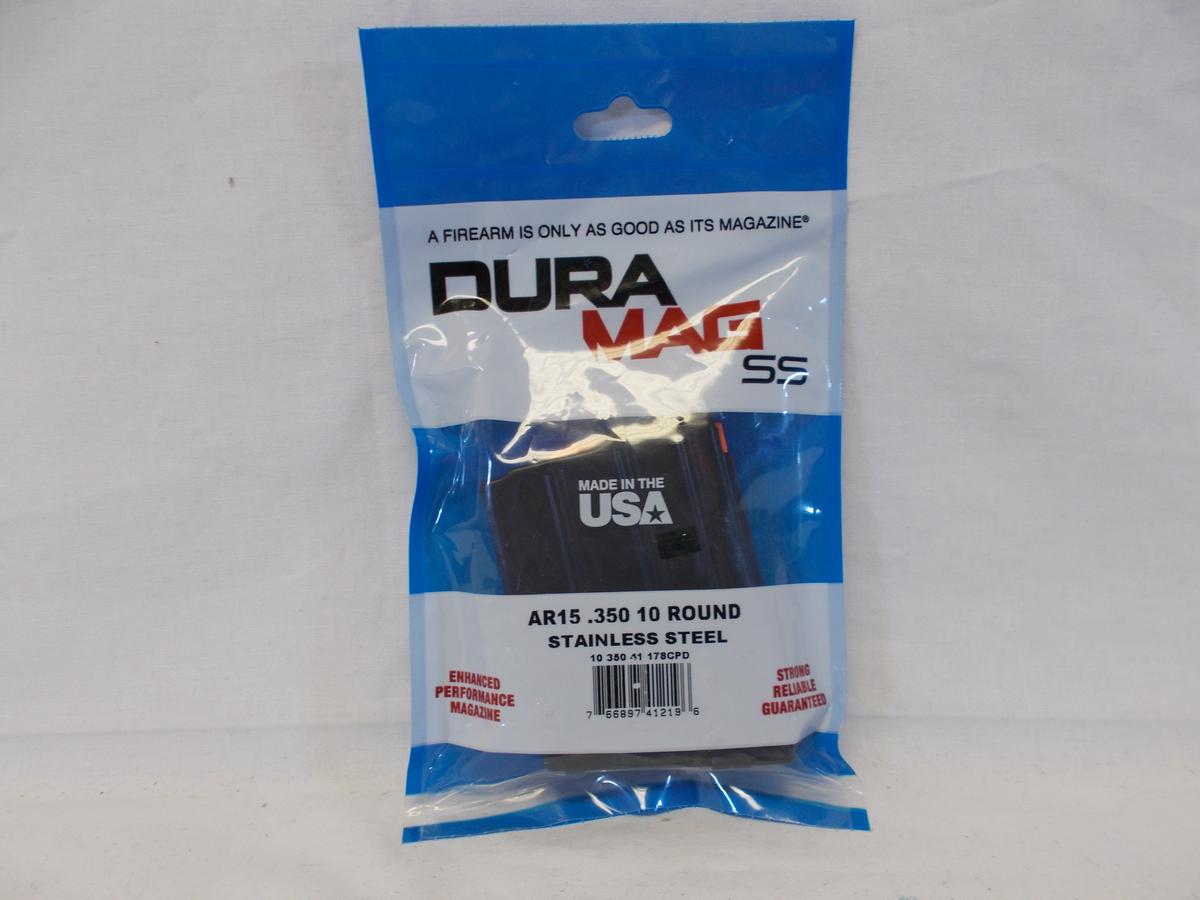 A FIREARM IS ONLY AS GOOD AS ITS MAGAZINE®
DURA
MAG
SS
MADE IN THE
USA
AR15 .350 10 ROUND
STAINLESS STEEL
10 350 41 178CPD
ENHANCED
PERFORMANCE
MAGAZINE
7 66897 41219 6
STRONG
RELIABLE
GUARANTEED